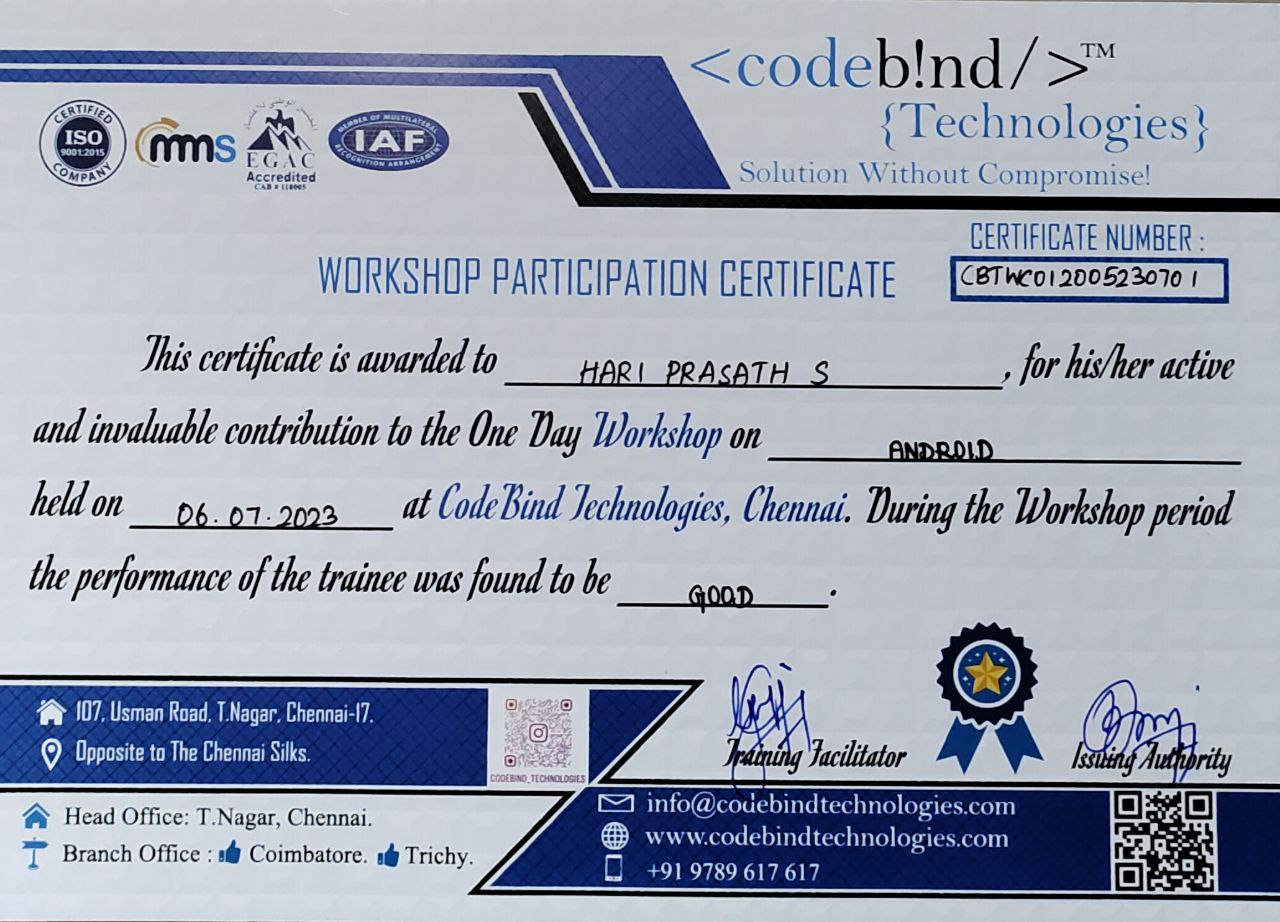 <codeb!nd/>™
{Technologies}
Solution Without Compromise!
CERTIFIED
ISO
9001:2015
COMPANY
mms
EGAC
Accredited
CAB # 118005
MEMBER OF MULTILATERAL
IAF
RECOGNITION ARRANGEMENT
CERTIFICATE NUMBER :
CBTWC012005230701
WORKSHOP PARTICIPATION CERTIFICATE
This certificate is awarded to HARI PRASATH S, for his/her active
and invaluable contribution to the One Day Workshop on ANDROID
held on 06.07.2023 at CodeBind Technologies, Chennai. During the Workshop period
the performance of the trainee was found to be GOOD.
107, Usman Road, T.Nagar, Chennai-17.
Opposite to The Chennai Silks.
CODEBIND_TECHNOLOGIES
Training Facilitator
Issuing Authority
Head Office: T.Nagar, Chennai.
Branch Office : Coimbatore. Trichy.
info@codebindtechnologies.com
www.codebindtechnologies.com
+91 9789 617 617